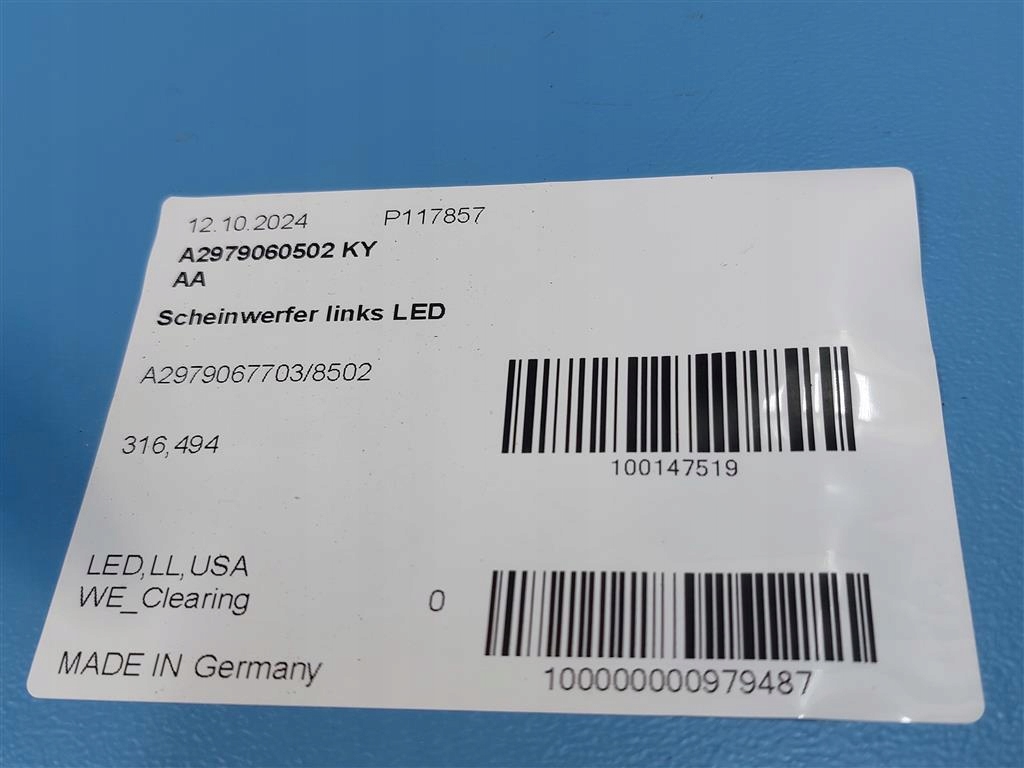 12.10.2024 P117857
A2979060502 KY
AA
Scheinwerfer links LED
A2979067703/8502
316,494
100147519
LED,LL,USA
WE_Clearing 0
MADE IN Germany
100000000979487